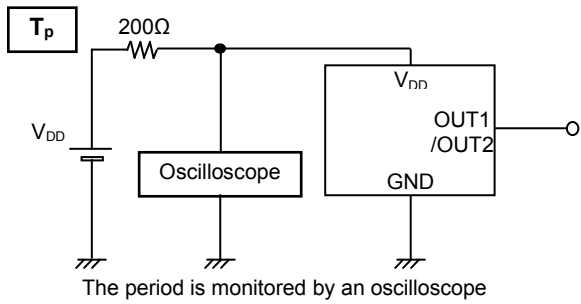 Tp
200Ω
VDD
VDD
OUT1
/OUT2
Oscilloscope
GND
The period is monitored by an oscilloscope